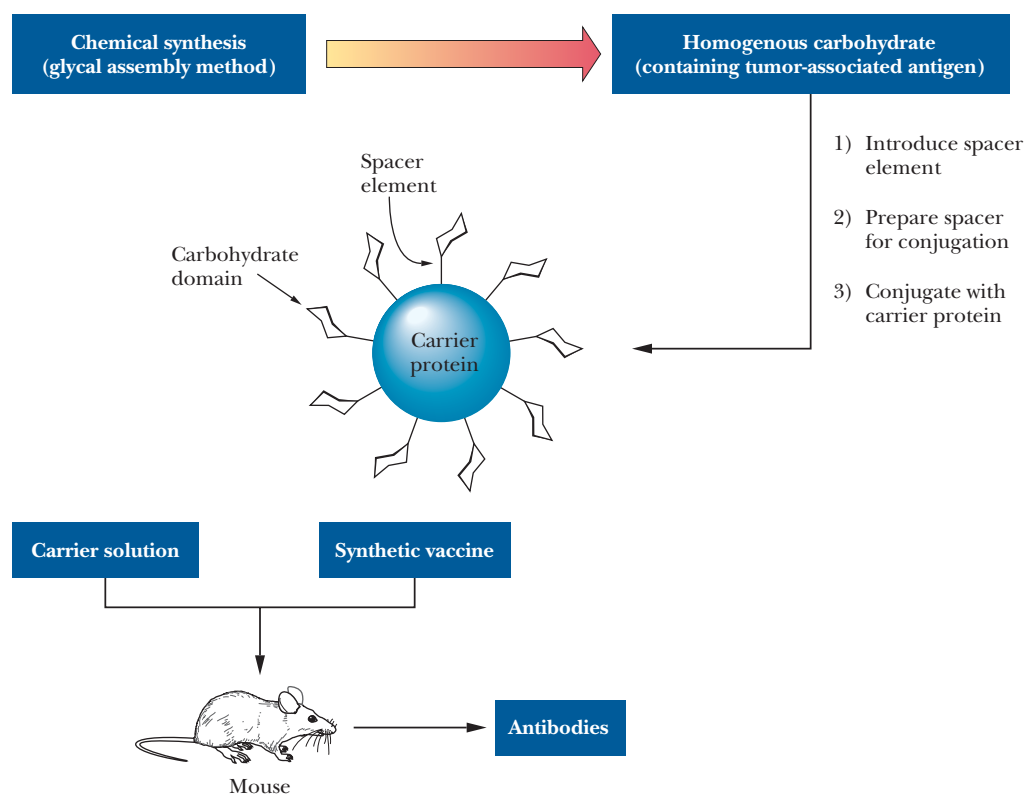 Chemical synthesis
(glycal assembly method)
Homogenous carbohydrate
(containing tumor-associated antigen)
1) Introduce spacer
element
2) Prepare spacer
for conjugation
3) Conjugate with
carrier protein
Spacer
element
Carbohydrate
domain
Carrier
protein
Carrier solution
Synthetic vaccine
Antibodies
Mouse